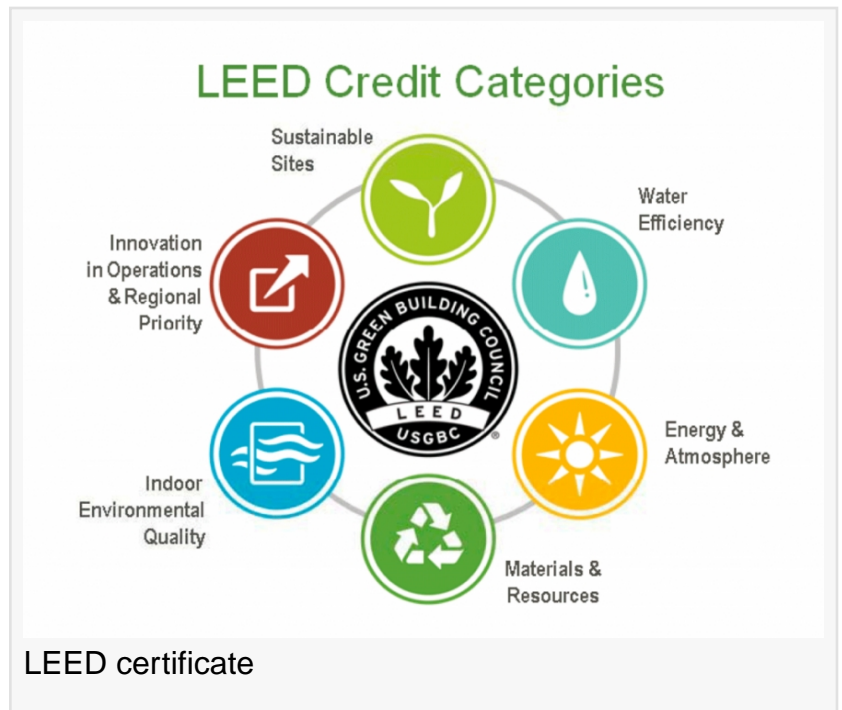 LEED Credit Categories
Sustainable
Sites
Water
Efficiency
Innovation
in Operations
& Regional
Priority
U.S. GREEN BUILDING COUNCIL
LEED
USGBC
®
Energy &
Atmosphere
Indoor
Environmental
Quality
Materials &
Resources
LEED certificate